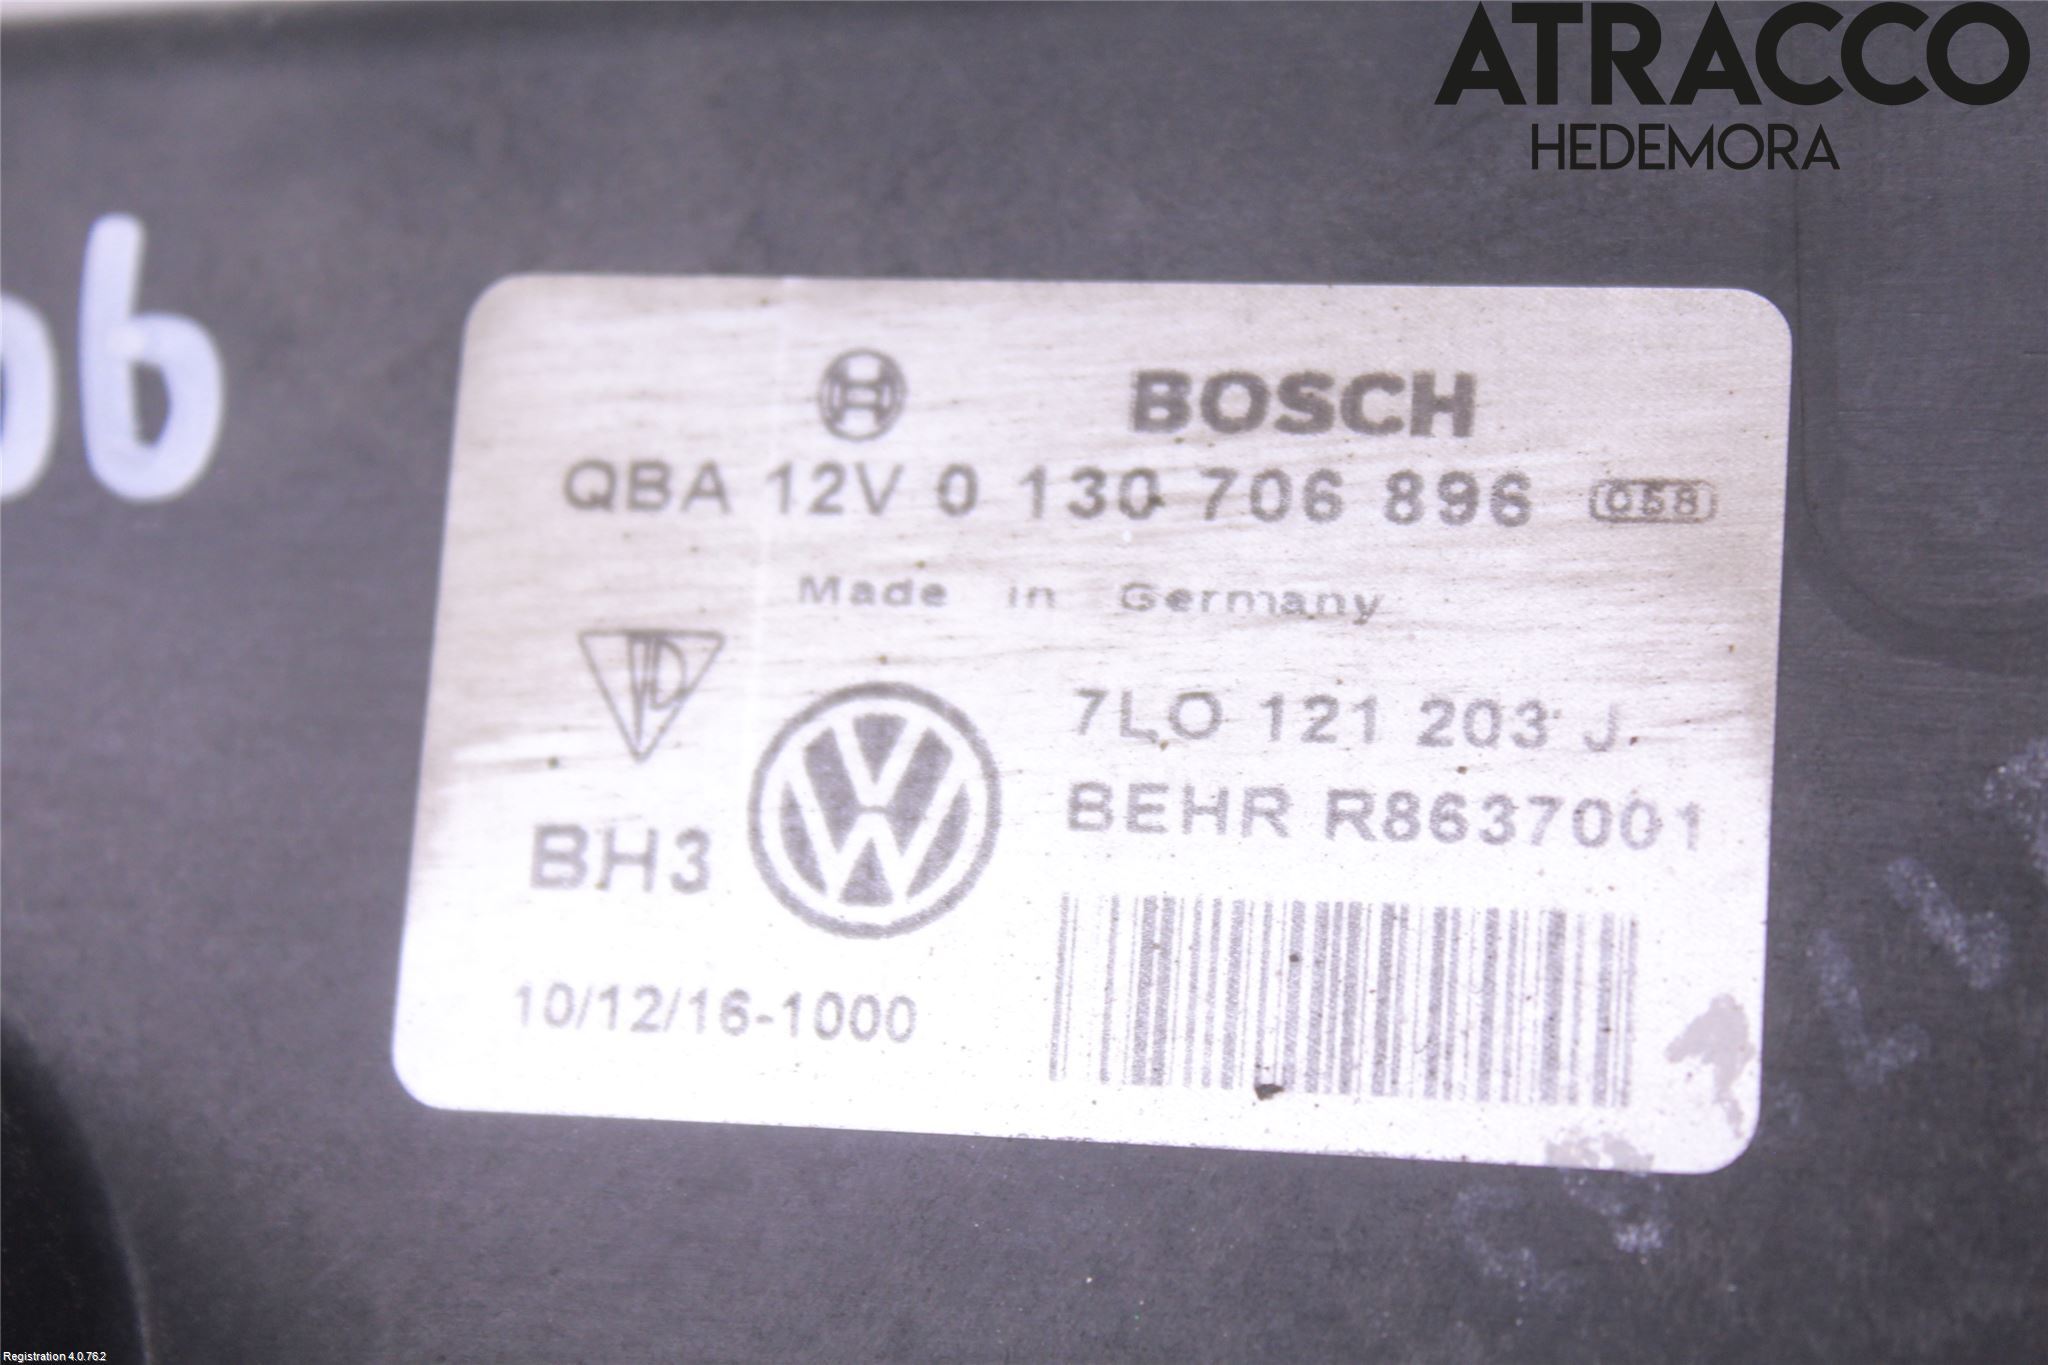 ATRACCO
HEDEMORA
BOSCH
QBA 12V 0 130 706 896 058
Made in Germany
7L0 121 203 J
BEHR R8637001
BH3
10/12/16-1000
Registration 4.0.76.2